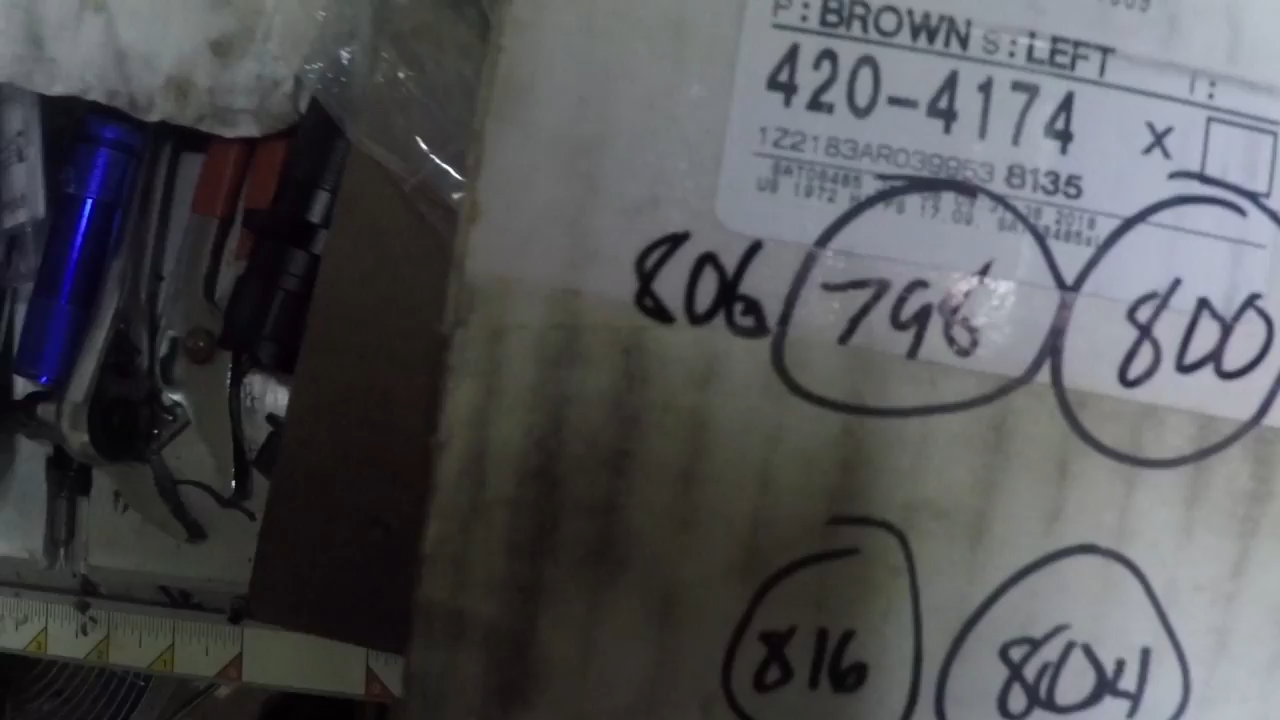 P:BROWN S:LEFT I:
420-4174 X
1Z2183AR039953 8135
806 798 800
816 804